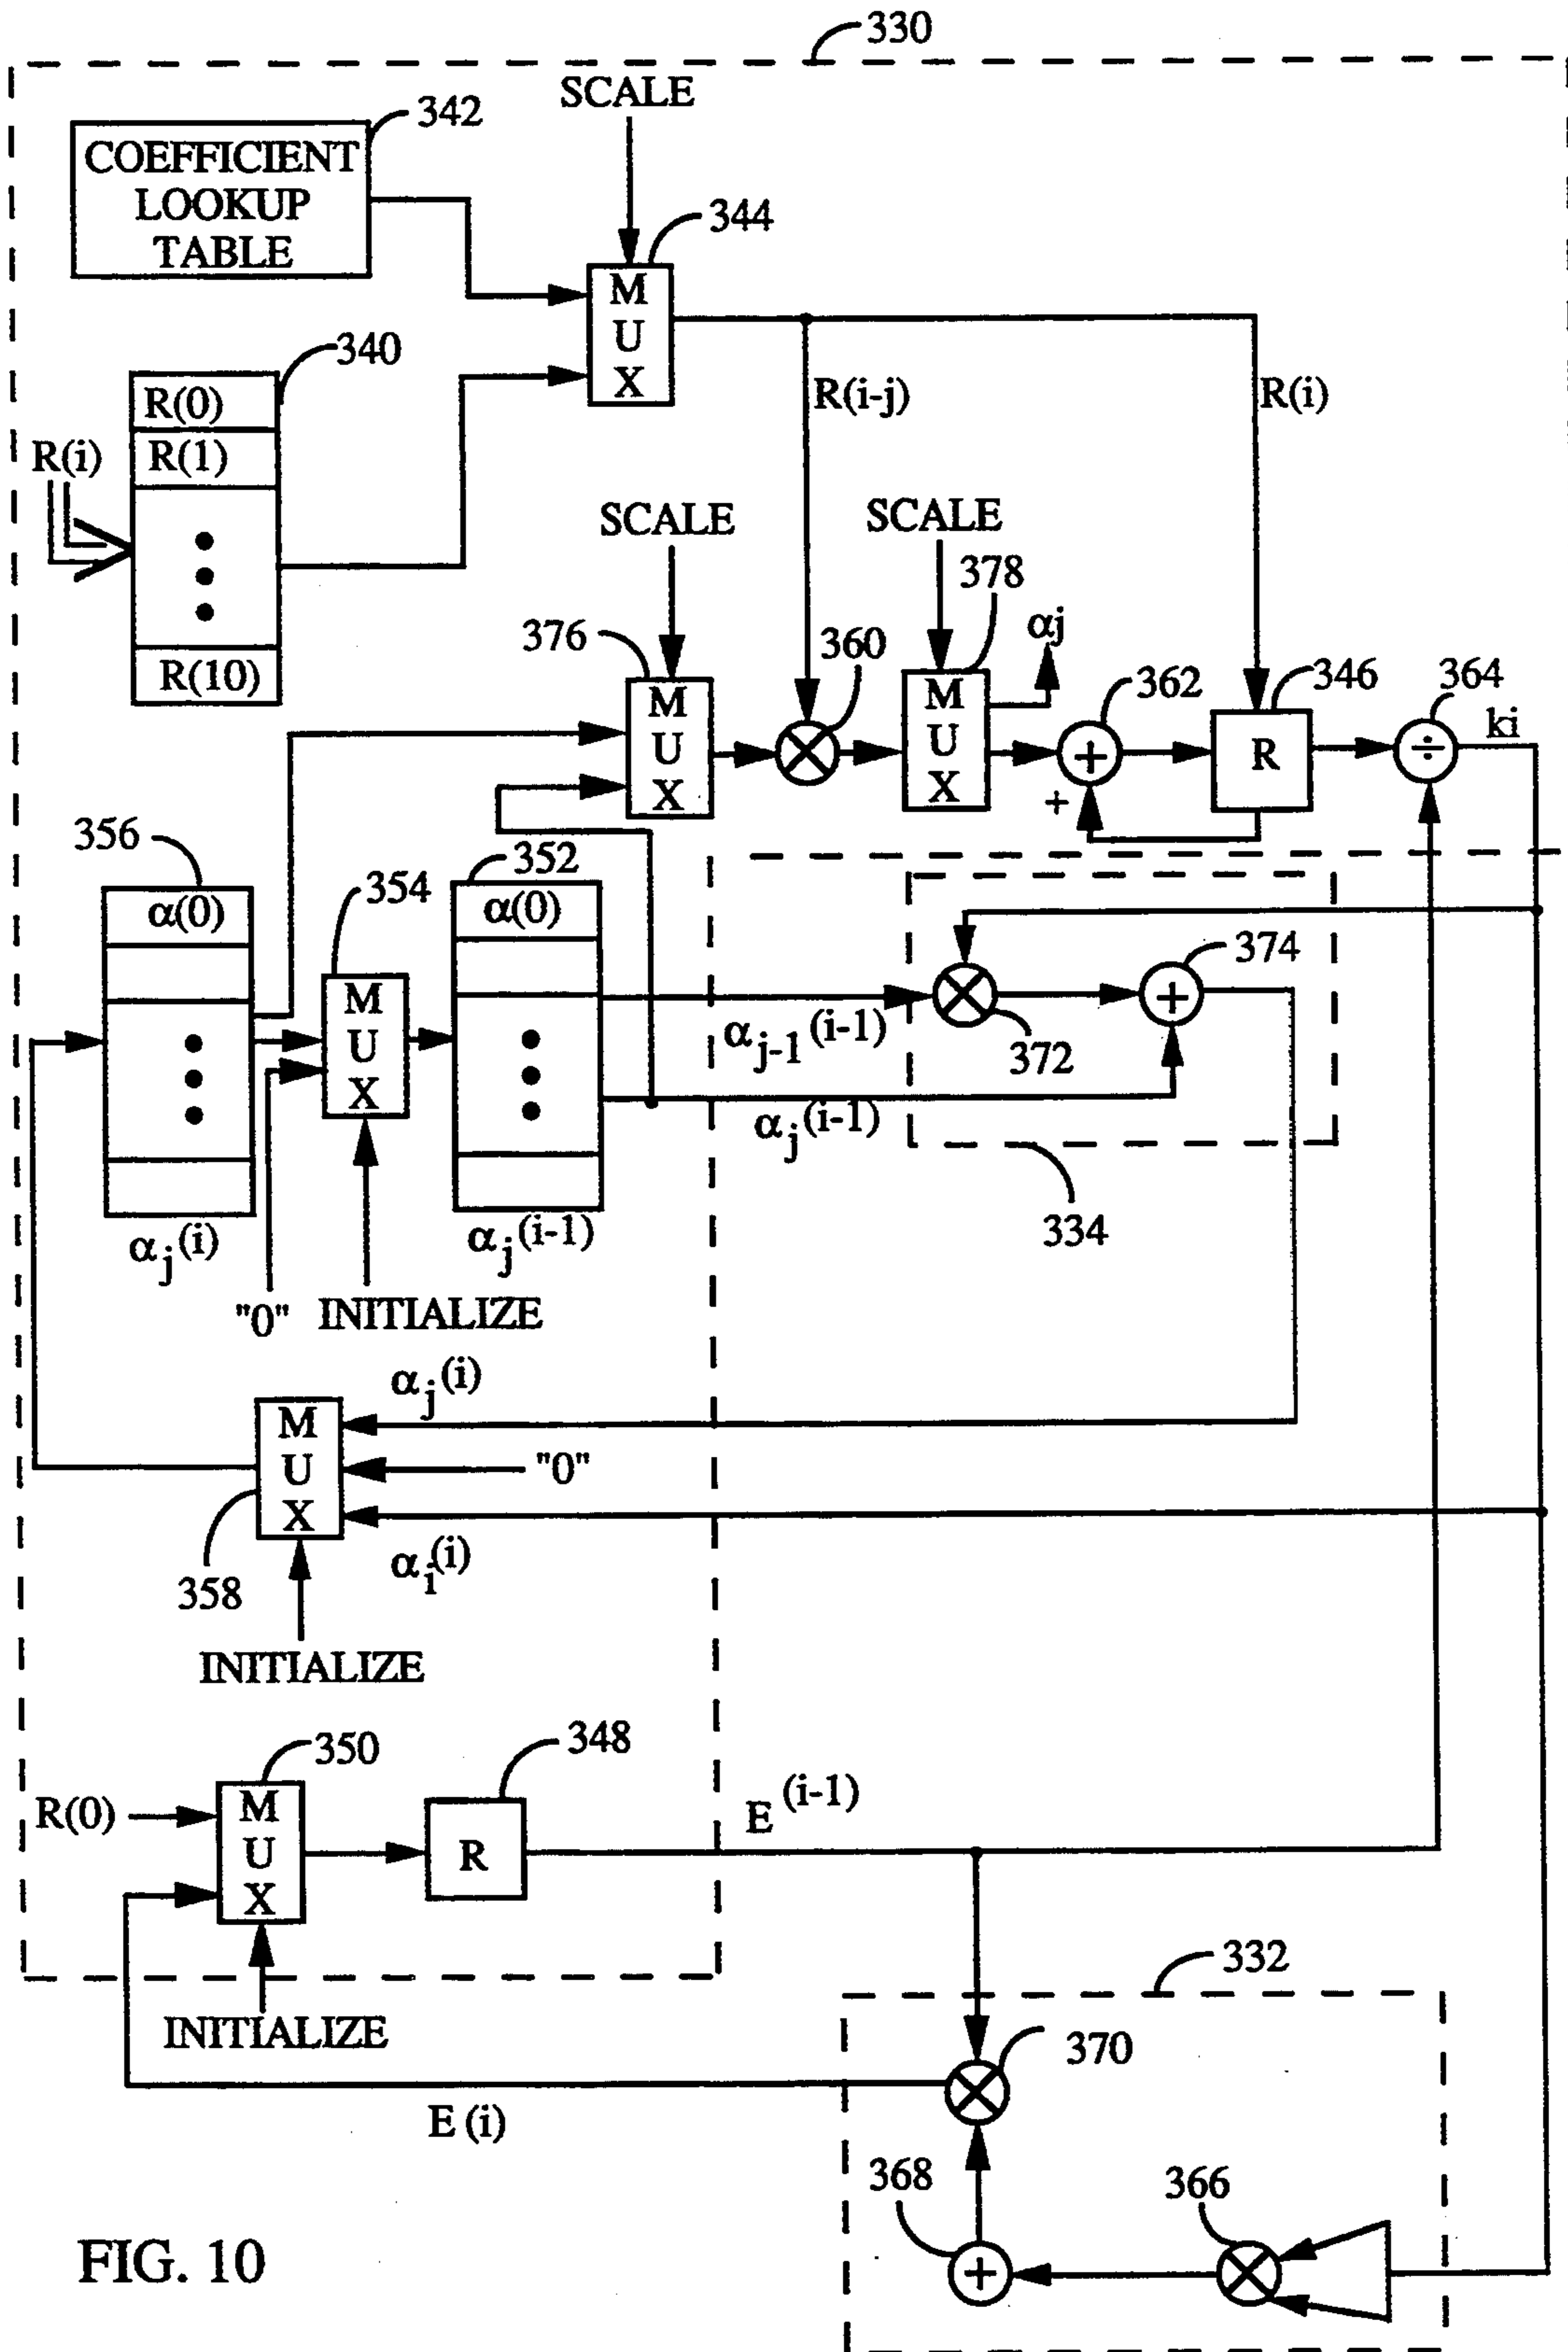 330
SCALE
342
COEFFICIENT
LOOKUP
TABLE
344
M
U
X
340
R(0)
R(1)
R(i)
R(10)
R(i-j)
R(i)
SCALE
SCALE
378
376
360
αj
362
346
364
M
U
X
M
U
X
+
R
÷
ki
+
356
354
352
α(0)
α(0)
M
U
X
374
+
αj-1(i-1)
372
αj(i-1)
αj(i)
αj(i-1)
334
"0"
INITIALIZE
αj(i)
M
U
X
"0"
αi(i)
358
INITIALIZE
350
348
R(0)
M
U
X
R
E(i-1)
332
INITIALIZE
370
E (i)
368
366
+
FIG. 10